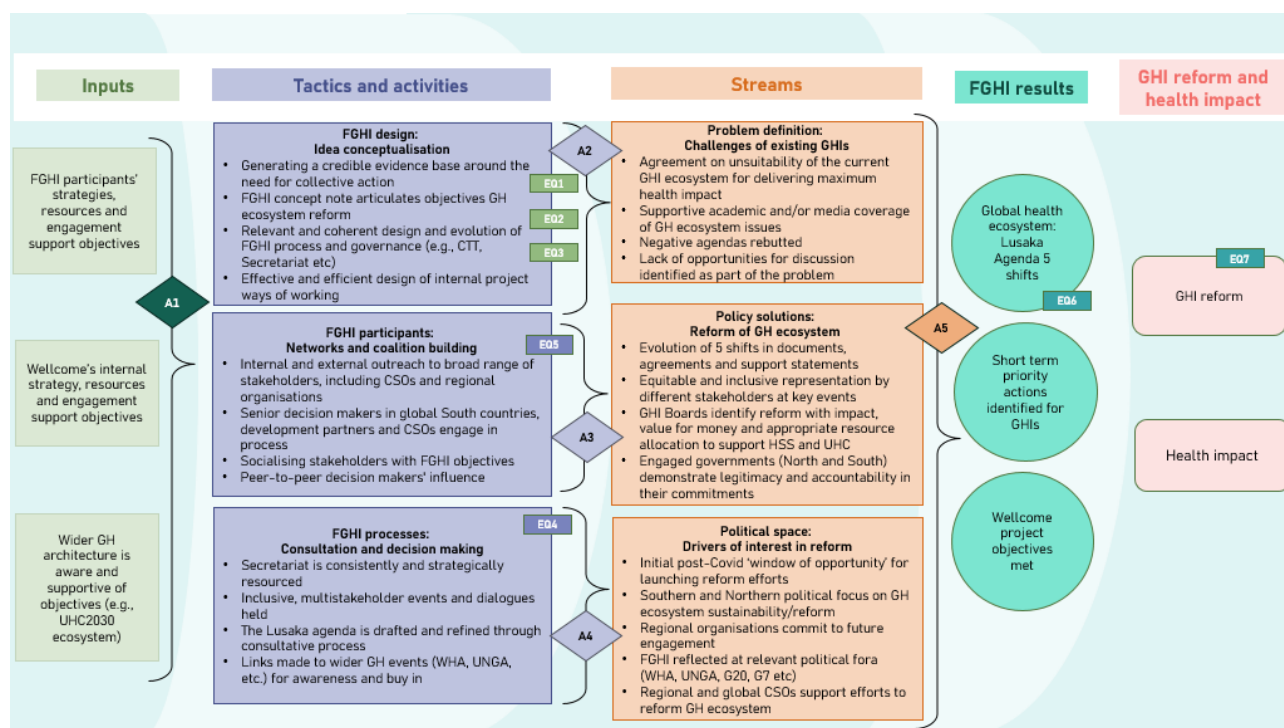 Inputs
Tactics and activities
Streams
FGHI results
GHI reform and
health impact
FGHI participants'
strategies,
resources and
engagement
support objectives
A1
Wellcome's internal
strategy, resources
and engagement
support objectives
Wider GH
architecture is
aware and
supportive of
objectives (e.g.,
UHC2030
ecosystem)
FGHI design:
Idea conceptualisation
• Generating a credible evidence base around the
need for collective action
• FGHI concept note articulates objectives GH
ecosystem reform
• Relevant and coherent design and evolution of
FGHI process and governance (e.g., CTT,
Secretariat etc)
• Effective and efficient design of internal project
ways of working
EQ1
EQ2
EQ3
A2
FGHI participants:
Networks and coalition building
• Internal and external outreach to broad range of
stakeholders, including CSOs and regional
organisations
• Senior decision makers in global South countries,
development partners and CSOs engage in
process
• Socialising stakeholders with FGHI objectives
• Peer-to-peer decision makers' influence
EQ5
A3
FGHI processes:
Consultation and decision making
• Secretariat is consistently and strategically
resourced
• Inclusive, multistakeholder events and dialogues
held
• The Lusaka agenda is drafted and refined through
consultative process
• Links made to wider GH events (WHA, UNGA,
etc.) for awareness and buy in
EQ4
A4
Problem definition:
Challenges of existing GHIs
• Agreement on unsuitability of the current
GHI ecosystem for delivering maximum
health impact
• Supportive academic and/or media coverage
of GH ecosystem issues
• Negative agendas rebutted
• Lack of opportunities for discussion
identified as part of the problem
Policy solutions:
Reform of GH ecosystem
• Evolution of 5 shifts in documents,
agreements and support statements
• Equitable and inclusive representation by
different stakeholders at key events
• GHI Boards identify reform with impact,
value for money and appropriate resource
allocation to support HSS and UHC
• Engaged governments (North and South)
demonstrate legitimacy and accountability in
their commitments
Political space:
Drivers of interest in reform
• Initial post-Covid 'window of opportunity' for
launching reform efforts
• Southern and Northern political focus on GH
ecosystem sustainability/reform
• Regional organisations commit to future
engagement
• FGHI reflected at relevant political fora
(WHA, UNGA, G20, G7 etc)
• Regional and global CSOs support efforts to
reform GH ecosystem
A5
Global health
ecosystem:
Lusaka
Agenda 5
shifts
EQ6
Short term
priority
actions
identified for
GHIs
Wellcome
project
objectives
met
EQ7
GHI reform
Health impact